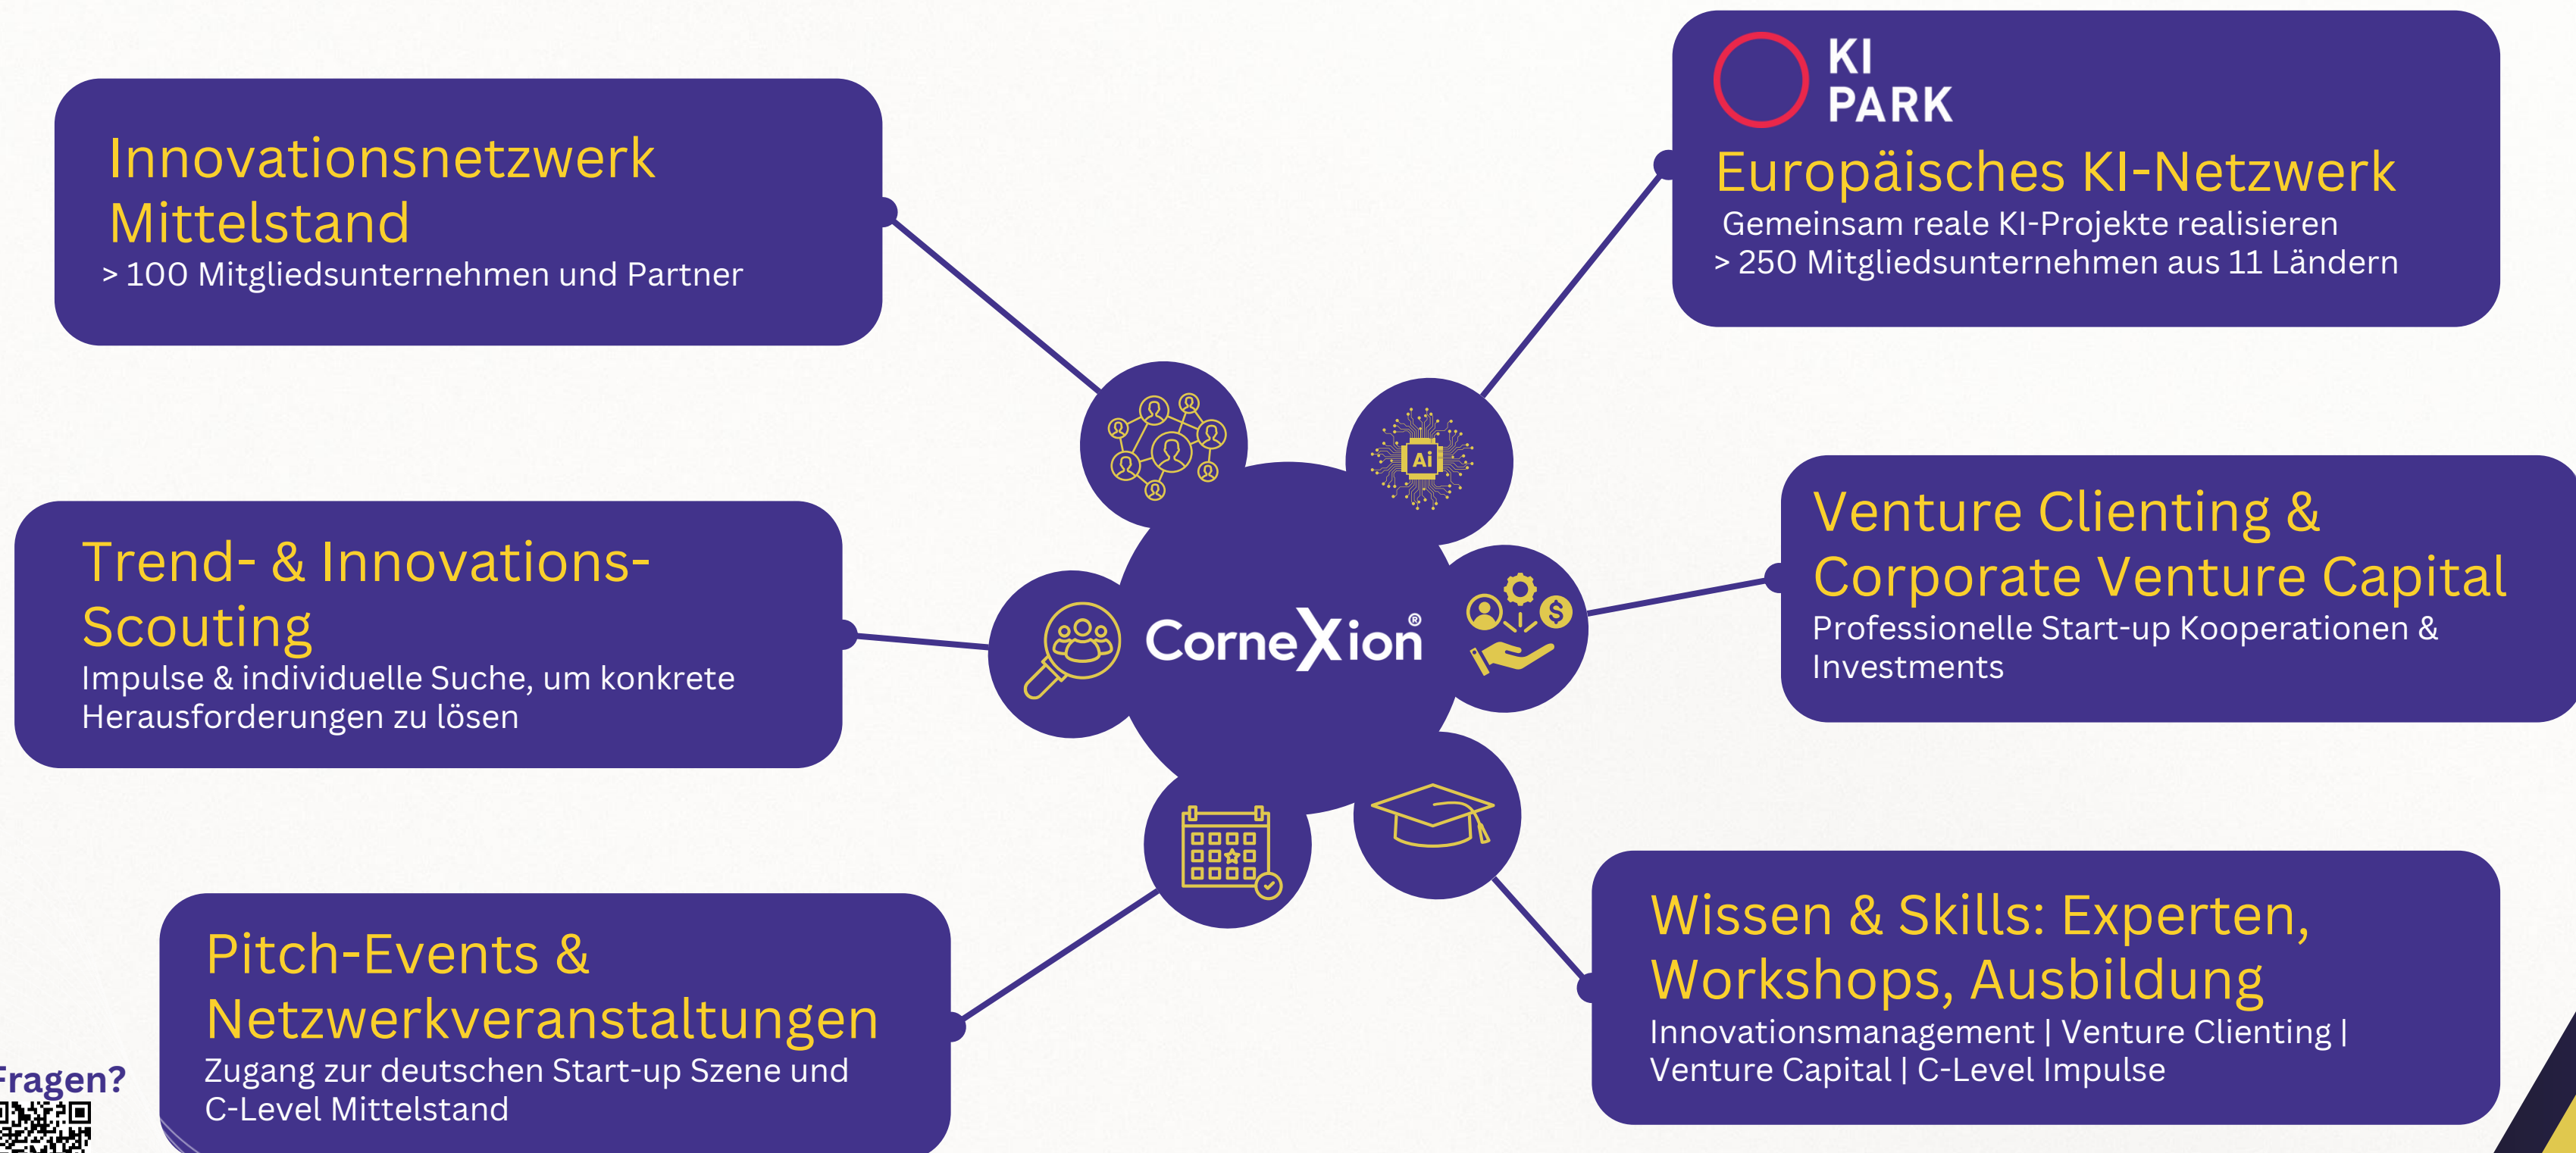 Innovationsnetzwerk
Mittelstand
> 100 Mitgliedsunternehmen und Partner
KI
PARK
Europäisches KI-Netzwerk
Gemeinsam reale KI-Projekte realisieren
> 250 Mitgliedsunternehmen aus 11 Ländern
Trend- & Innovations-
Scouting
Impulse & individuelle Suche, um konkrete
Herausforderungen zu lösen
Ai
CorneXion®
$
Venture Clienting &
Corporate Venture Capital
Professionelle Start-up Kooperationen &
Investments
Pitch-Events &
Netzwerkveranstaltungen
Zugang zur deutschen Start-up Szene und
C-Level Mittelstand
Wissen & Skills: Experten,
Workshops, Ausbildung
Innovationsmanagement | Venture Clienting |
Venture Capital | C-Level Impulse
Fragen?